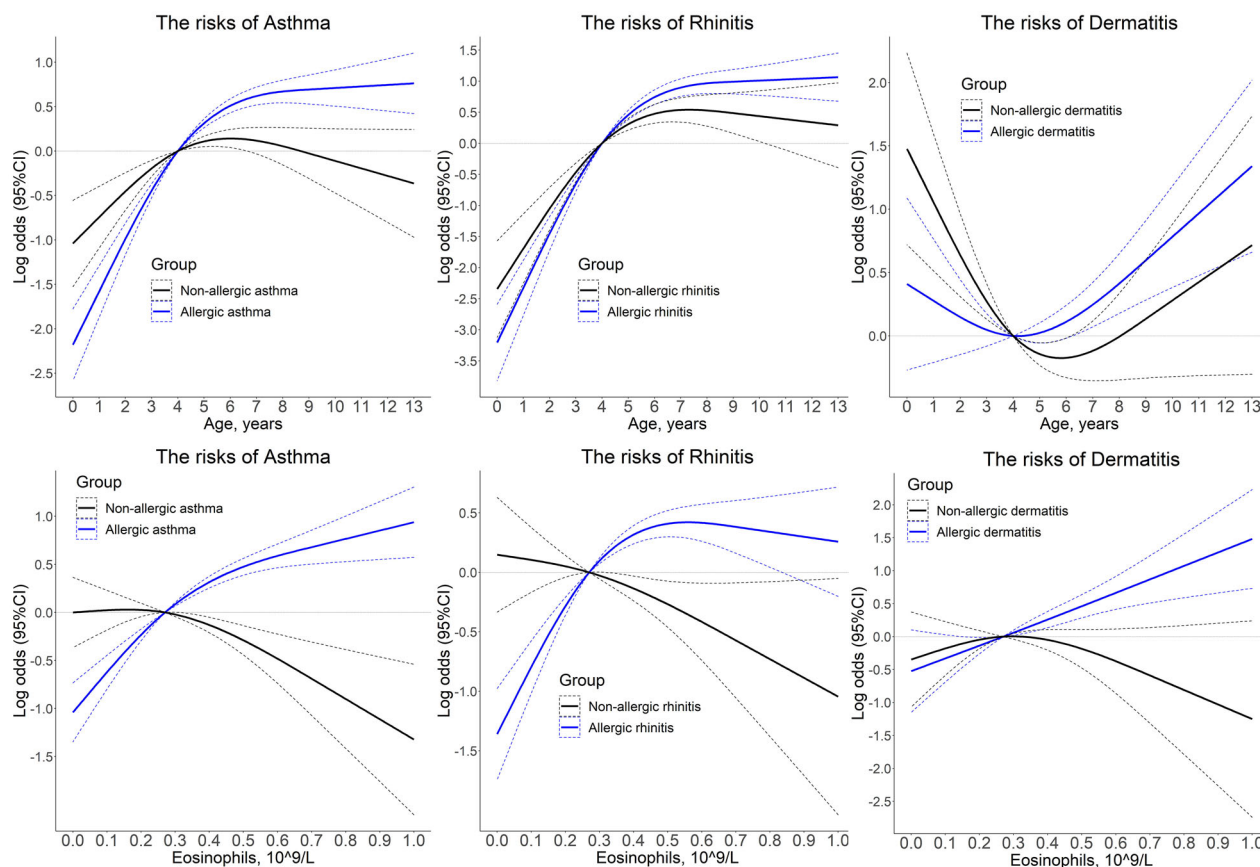 The risks of Asthma
Log odds (95%CI)
1.0
0.5
0.0
-0.5
-1.0
-1.5
-2.0
-2.5
Group
Non-allergic asthma
Allergic asthma
0 1 2 3 4 5 6 7 8 9 10 11 12 13
Age, years
The risks of Rhinitis
Log odds (95%CI)
1.5
1.0
0.5
0.0
-0.5
-1.0
-1.5
-2.0
-2.5
-3.0
-3.5
Group
Non-allergic rhinitis
Allergic rhinitis
0 1 2 3 4 5 6 7 8 9 10 11 12 13
Age, years
The risks of Dermatitis
Log odds (95%CI)
2.0
1.5
1.0
0.5
0.0
Group
Non-allergic dermatitis
Allergic dermatitis
0 1 2 3 4 5 6 7 8 9 10 11 12 13
Age, years
The risks of Asthma
Log odds (95%CI)
1.0
0.5
0.0
-0.5
-1.0
-1.5
Group
Non-allergic asthma
Allergic asthma
0.0 0.1 0.2 0.3 0.4 0.5 0.6 0.7 0.8 0.9 1.0
Eosinophils, 10^9/L
The risks of Rhinitis
Log odds (95%CI)
0.5
0.0
-0.5
-1.0
-1.5
Group
Non-allergic rhinitis
Allergic rhinitis
0.0 0.1 0.2 0.3 0.4 0.5 0.6 0.7 0.8 0.9 1.0
Eosinophils, 10^9/L
The risks of Dermatitis
Log odds (95%CI)
2.0
1.5
1.0
0.5
0.0
-0.5
-1.0
-1.5
-2.0
-2.5
Group
Non-allergic dermatitis
Allergic dermatitis
0.0 0.1 0.2 0.3 0.4 0.5 0.6 0.7 0.8 0.9 1.0
Eosinophils, 10^9/L